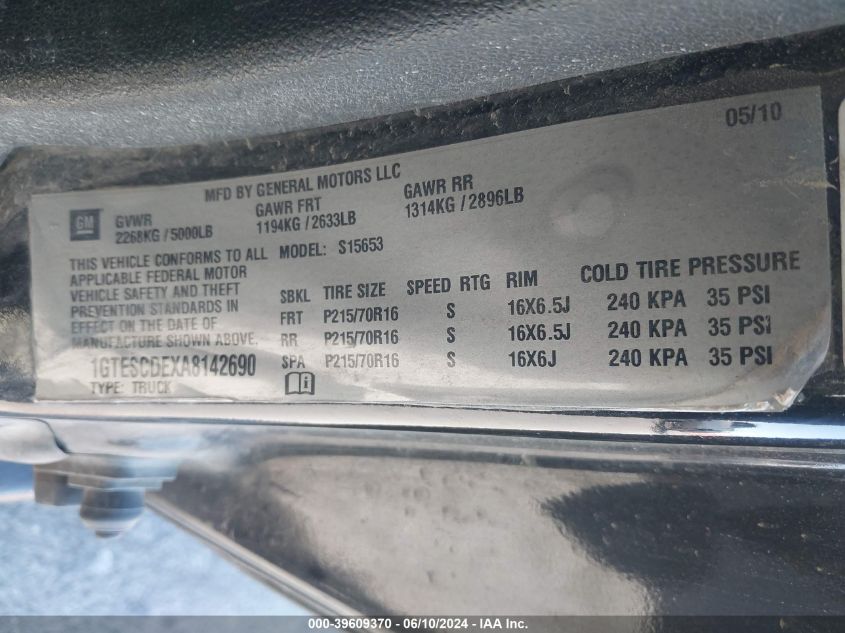 05/10
MFD BY GENERAL MOTORS LLC
GM
GVWR GAWR FRT GAWR RR
2268KG / 5000LB 1194KG / 2633LB 1314KG / 2896LB
THIS VEHICLE CONFORMS TO ALL
APPLICABLE FEDERAL MOTOR
VEHICLE SAFETY AND THEFT
PREVENTION STANDARDS IN
EFFECT ON THE DATE OF
MANUFACTURE SHOWN ABOVE.
1GTESCDEXA8142690
TYPE: TRUCK
MODEL: S15653
SBKL TIRE SIZE SPEED RTG RIM COLD TIRE PRESSURE
FRT P215/70R16 S 16X6.5J 240 KPA 35 PSI
RR P215/70R16 S 16X6.5J 240 KPA 35 PSI
SPA P215/70R16 S 16X6J 240 KPA 35 PSI
000-39609370 - 06/10/2024 - IAA Inc.